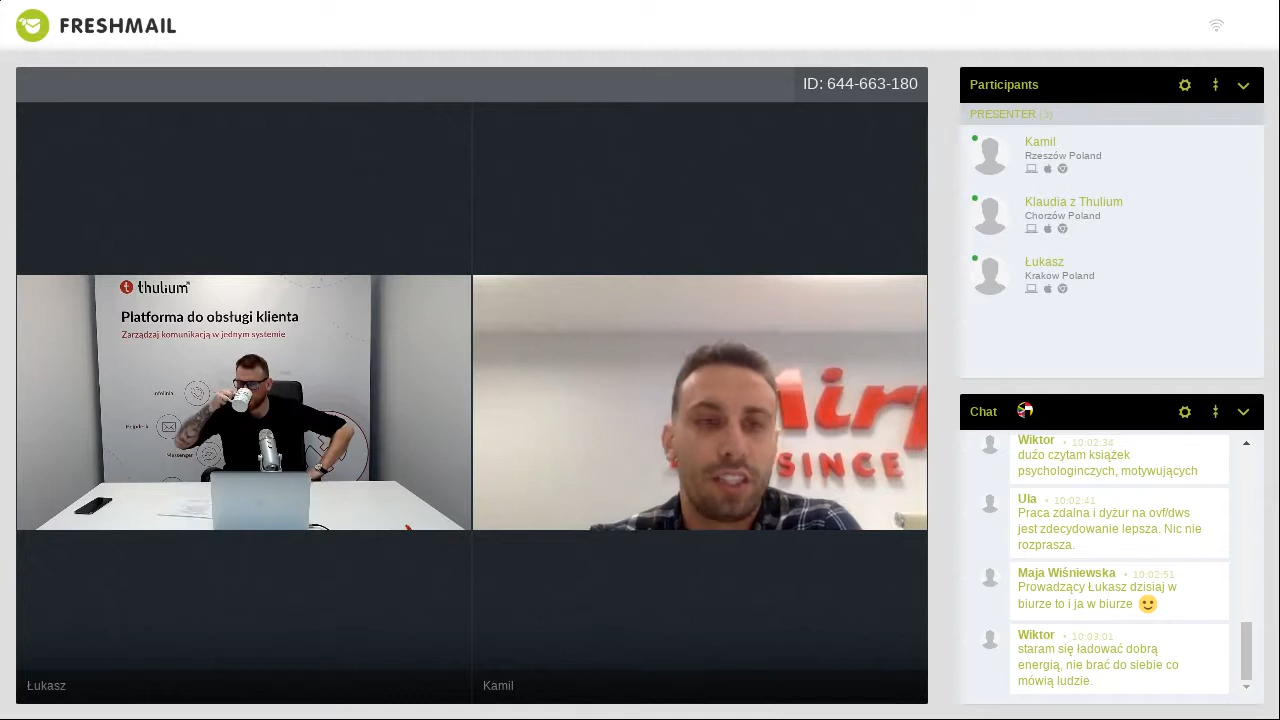 FRESHMAIL
ID: 644-663-180
thulium
Platforma do obsługi klienta
Zarządzaj komunikacją w jednym systemie
Infolinia
Helpdesk
Messenger
SINCE
Łukasz
Kamil
Participants
PRESENTER (3)
Kamil
Rzeszów Poland
Klaudia z Thulium
Chorzów Poland
Łukasz
Krakow Poland
Chat
Wiktor • 10:02:34
dużo czytam książek
psychologinczych, motywujących
Ula • 10:02:41
Praca zdalna i dyżur na ovf/dws
jest zdecydowanie lepsza. Nic nie
rozprasza.
Maja Wiśniewska • 10:02:51
Prowadzący Łukasz dzisiaj w
biurze to i ja w biurze
Wiktor • 10:03:01
staram się ładować dobrą
energią, nie brać do siebie co
mówią ludzie.